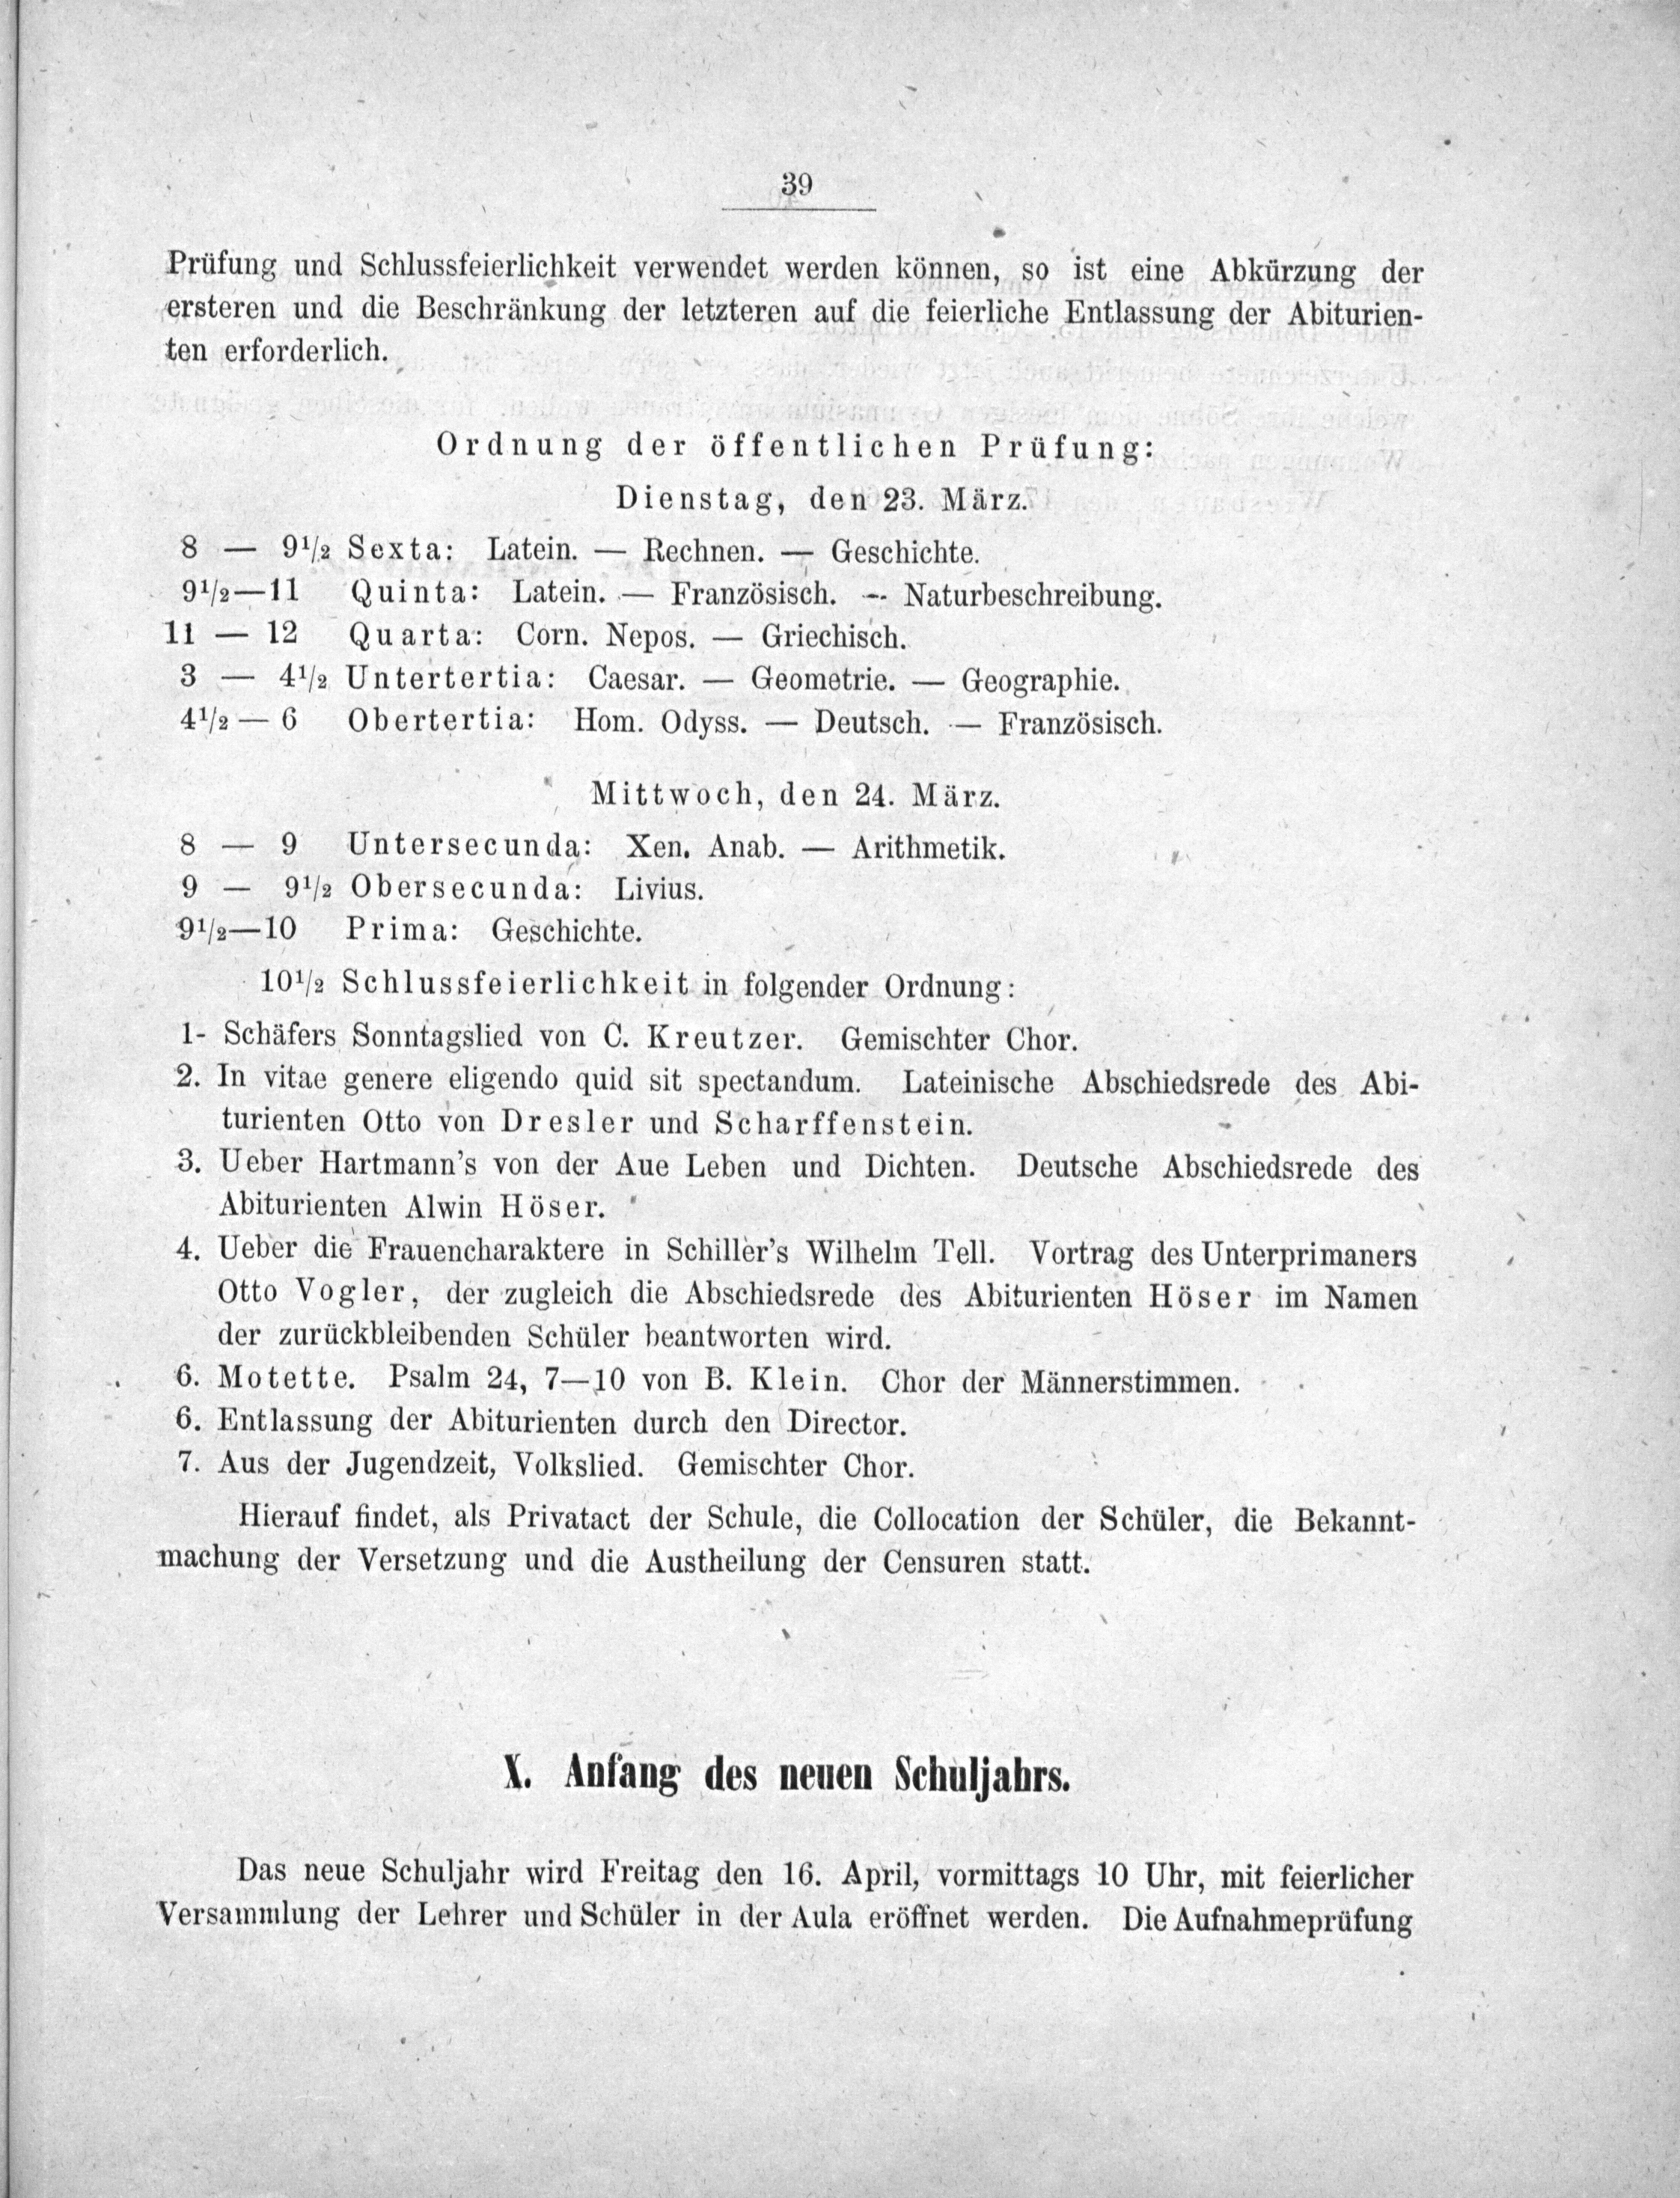 39
Prüfung und Schlussfeierlichkeit verwendet werden können, so ist eine Abkürzung der
ersteren und die Beschränkung der letzteren auf die feierliche Entlassung der Abiturien-
ten erforderlich.
Ordnung der öffentlichen Prüfung:
Dienstag, den 23. März.
8 — 9½ Sexta: Latein. — Rechnen. — Geschichte.
9½—11 Quinta: Latein. — Französisch. — Naturbeschreibung.
11 — 12 Quarta: Corn. Nepos. — Griechisch.
3 — 4½ Untertertia: Caesar. — Geometrie. — Geographie.
4½ — 6 Obertertia: Hom. Odyss. — Deutsch. — Französisch.
Mittwoch, den 24. März.
8 — 9 Untersecunda: Xen. Anab. — Arithmetik.
9 — 9½ Obersecunda: Livius.
9½—10 Prima: Geschichte.
10½ Schlussfeierlichkeit in folgender Ordnung:
1- Schäfers Sonntagslied von C. Kreutzer. Gemischter Chor.
2. In vitae genere eligendo quid sit spectandum. Lateinische Abschiedsrede des Abi-
turienten Otto von Dresler und Scharffenstein.
3. Ueber Hartmann's von der Aue Leben und Dichten. Deutsche Abschiedsrede des
Abiturienten Alwin Höser.
4. Ueber die Frauencharaktere in Schiller's Wilhelm Tell. Vortrag des Unterprimaners
Otto Vogler, der zugleich die Abschiedsrede des Abiturienten Höser im Namen
der zurückbleibenden Schüler beantworten wird.
6. Motette. Psalm 24, 7—10 von B. Klein. Chor der Männerstimmen.
6. Entlassung der Abiturienten durch den Director.
7. Aus der Jugendzeit, Volkslied. Gemischter Chor.
Hierauf findet, als Privatact der Schule, die Collocation der Schüler, die Bekannt-
machung der Versetzung und die Austheilung der Censuren statt.
X. Anfang des neuen Schuljahrs.
Das neue Schuljahr wird Freitag den 16. April, vormittags 10 Uhr, mit feierlicher
Versammlung der Lehrer und Schüler in der Aula eröffnet werden. Die Aufnahmeprüfung